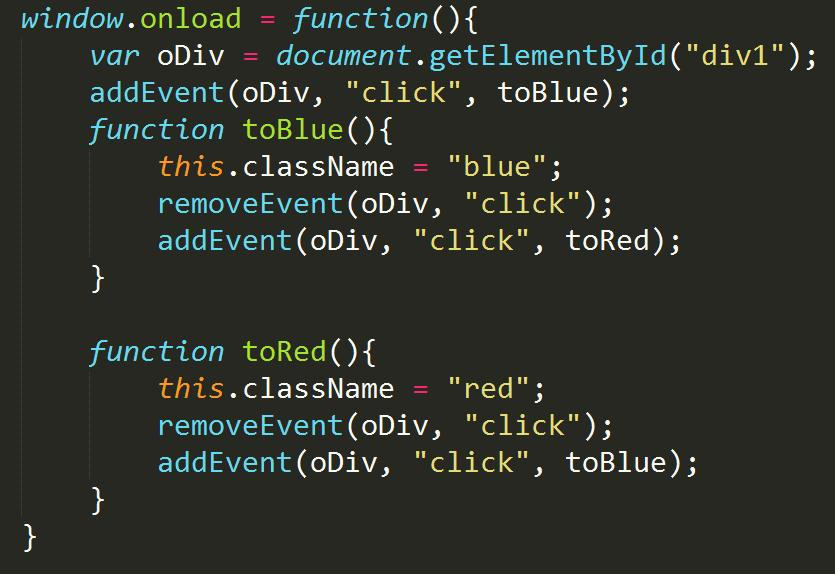 window.onload = function(){
    var oDiv = document.getElementById("div1");
    addEvent(oDiv, "click", toBlue);
    function toBlue(){
        this.className = "blue";
        removeEvent(oDiv, "click");
        addEvent(oDiv, "click", toRed);
    }
    function toRed(){
        this.className = "red";
        removeEvent(oDiv, "click");
        addEvent(oDiv, "click", toBlue);
    }
}